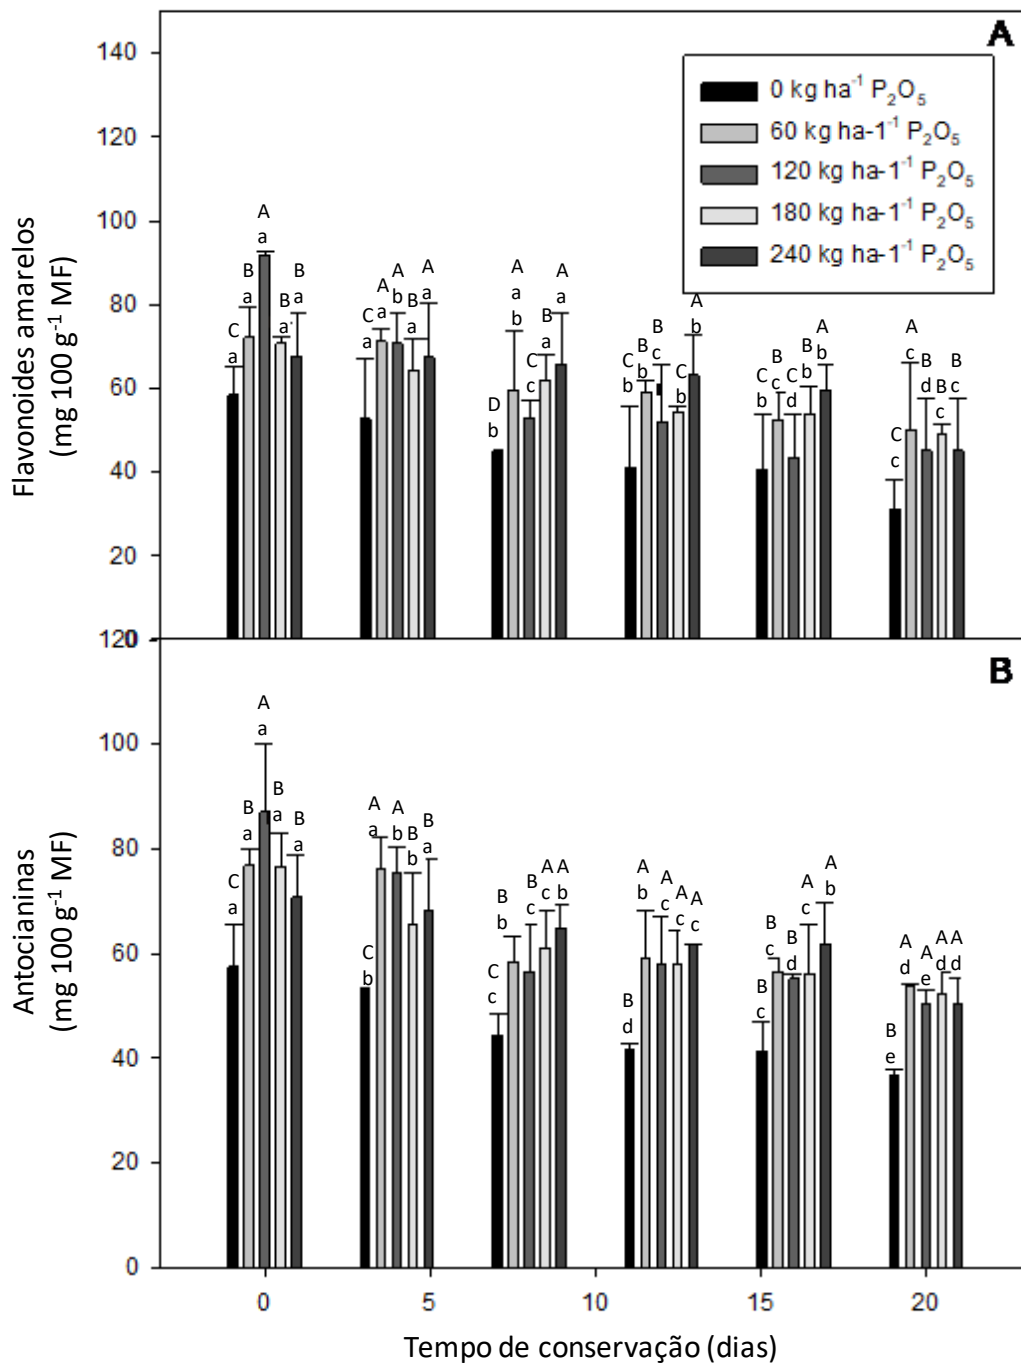 A
140
120
100
80
60
40
20
0
Flavonoides amarelos
(mg 100 g⁻¹ MF)
0 kg ha⁻¹ P₂O₅
60 kg ha-1⁻¹ P₂O₅
120 kg ha-1⁻¹ P₂O₅
180 kg ha-1⁻¹ P₂O₅
240 kg ha-1⁻¹ P₂O₅
C a
B a
A a
B a
B a
C a
A a
A b
B a
A a
D b
A b
C c
B a
A a
C b
B b
B c
C b
A b
C b
B c
C d
B b
A b
C c
A c
B d
B c
B c
B
120
100
80
60
40
20
0
Antocianinas
(mg 100 g⁻¹ MF)
C a
B a
A a
B a
B a
C b
A a
A b
B b
B a
C c
B b
B c
A c
A b
B d
A b
A c
A c
A c
B c
B c
B d
A c
A b
B e
A d
A e
A d
A d
0 5 10 15 20
Tempo de conservação (dias)